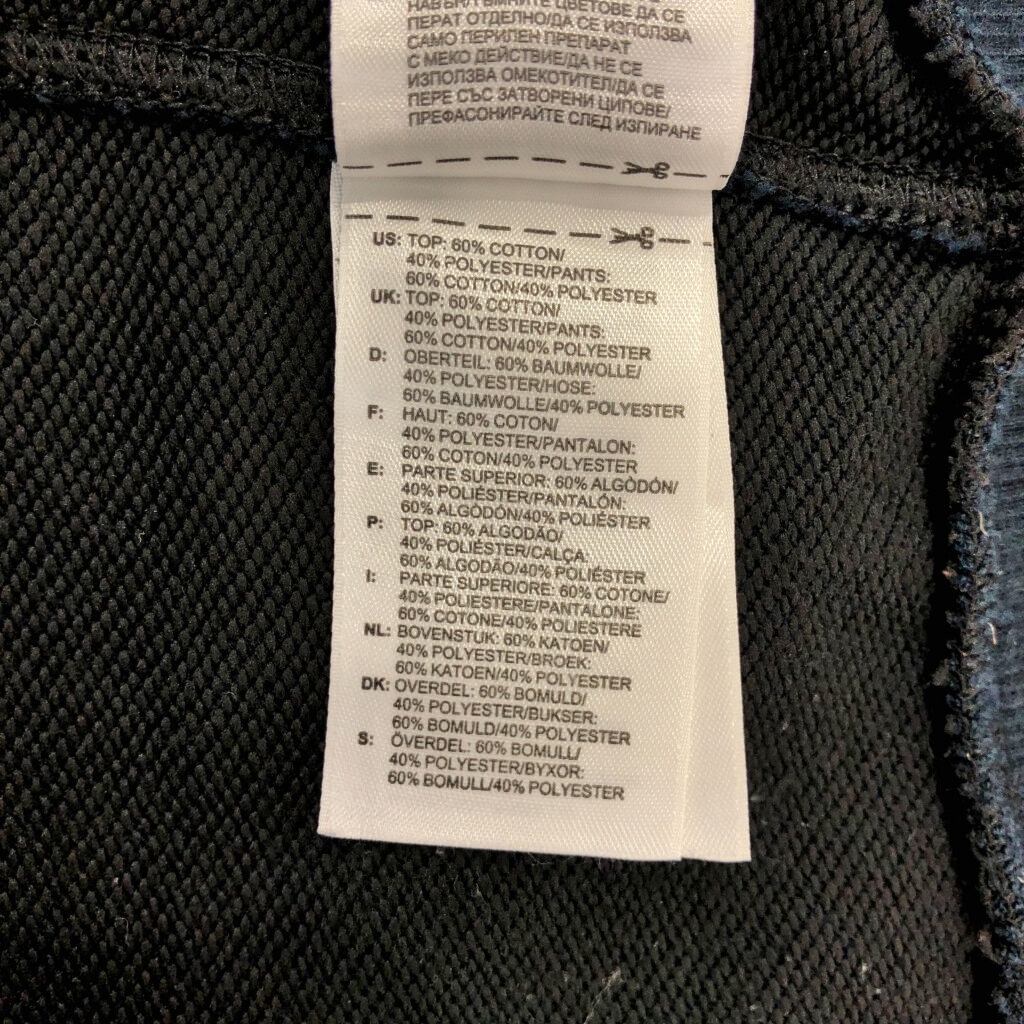 ПЕРАТ ОТДЕЛНО/ДА СЕ ИЗПОЛЗВА
САМО ПЕРИЛЕН ПРЕПАРАТ
С МЕКО ДЕЙСТВИЕ/ДА НЕ СЕ
ИЗПОЛЗВА ОМЕКОТИТЕЛ/ДА СЕ
ПЕРЕ СЪС ЗАТВОРЕНИ ЦИПОВЕ/
ПРЕФАСОНИРАЙТЕ СЛЕД ИЗПИРАНЕ
US: TOP: 60% COTTON/
40% POLYESTER/PANTS:
60% COTTON/40% POLYESTER
UK: TOP: 60% COTTON/
40% POLYESTER/PANTS:
60% COTTON/40% POLYESTER
D: OBERTEIL: 60% BAUMWOLLE/
40% POLYESTER/HOSE:
60% BAUMWOLLE/40% POLYESTER
F: HAUT: 60% COTON/
40% POLYESTER/PANTALON:
60% COTON/40% POLYESTER
E: PARTE SUPERIOR: 60% ALGODÓN/
40% POLIÉSTER/PANTALÓN:
60% ALGODÓN/40% POLIÉSTER
P: TOP: 60% ALGODÃO/
40% POLIÉSTER/CALÇA:
60% ALGODÃO/40% POLIÉSTER
I: PARTE SUPERIORE: 60% COTONE/
40% POLIESTERE/PANTALONE:
60% COTONE/40% POLIESTERE
NL: BOVENSTUK: 60% KATOEN/
40% POLYESTER/BROEK:
60% KATOEN/40% POLYESTER
DK: OVERDEL: 60% BOMULD/
40% POLYESTER/BUKSER:
60% BOMULD/40% POLYESTER
S: ÖVERDEL: 60% BOMULL/
40% POLYESTER/BYXOR:
60% BOMULL/40% POLYESTER